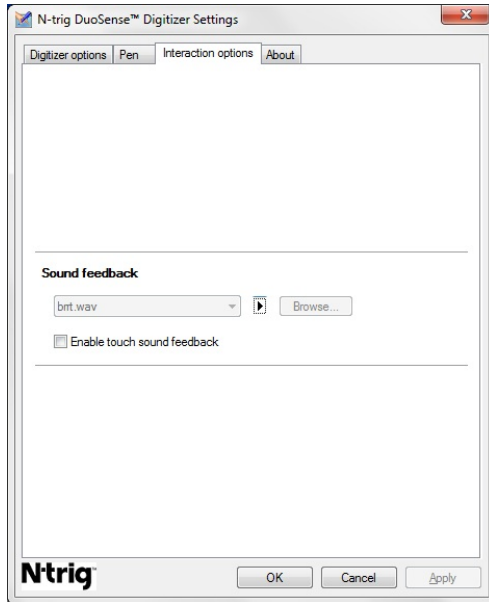 N-trig DuoSense™ Digitizer Settings
Digitizer options Pen Interaction options About
Sound feedback
brrt.wav Browse...
Enable touch sound feedback
N-trig
OK Cancel Apply